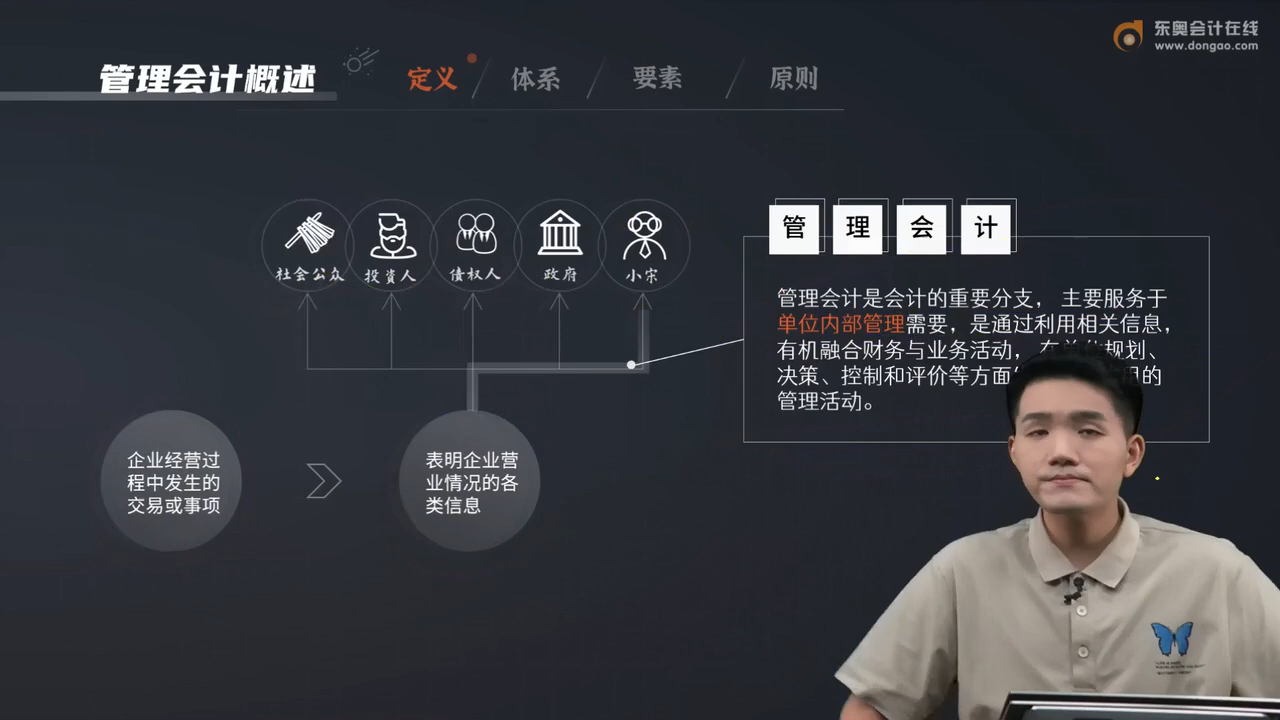 东奥会计在线
www.dongao.com
管理会计概述
定义
体系
要素
原则
社会公众
投资人
债权人
政府
小宋
管理会计
管理会计是会计的重要分支，主要服务于
单位内部管理需要，是通过利用相关信息，
有机融合财务与业务活动，
规划、
决策、控制和评价等方面
用的
管理活动。
企业经营过
程中发生的
交易或事项
表明企业营
业情况的各
类信息